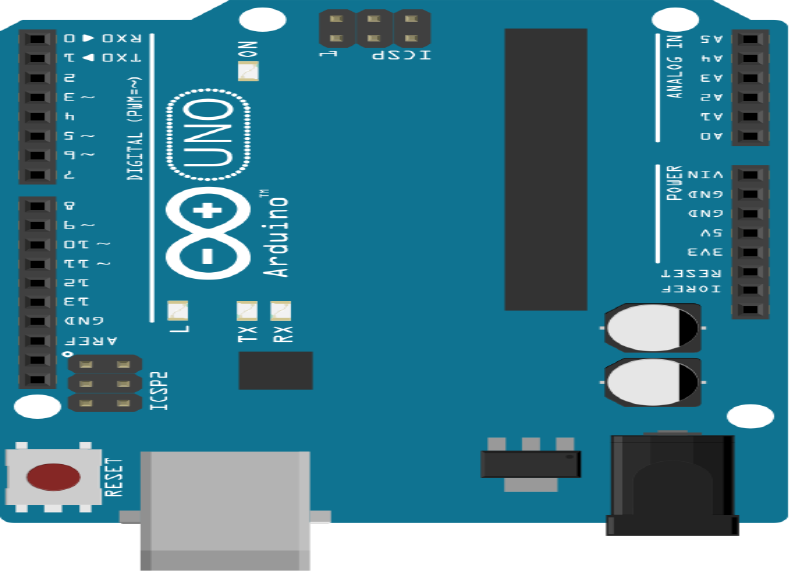 RXD ◄ 0
TXD ► 1
2
~ 3
4
~ 5
~ 6
7
DIGITAL (PWM=~)
8
~ 9
~ 10
~ 11
12
13
GND
AREF
ON
1
ICSP
UNO
Arduino™
L
TX
RX
ICSP2
RESET
ANALOG IN
A5
A4
A3
A2
A1
A0
POWER
VIN
GND
GND
5V
3V3
RESET
IOREF